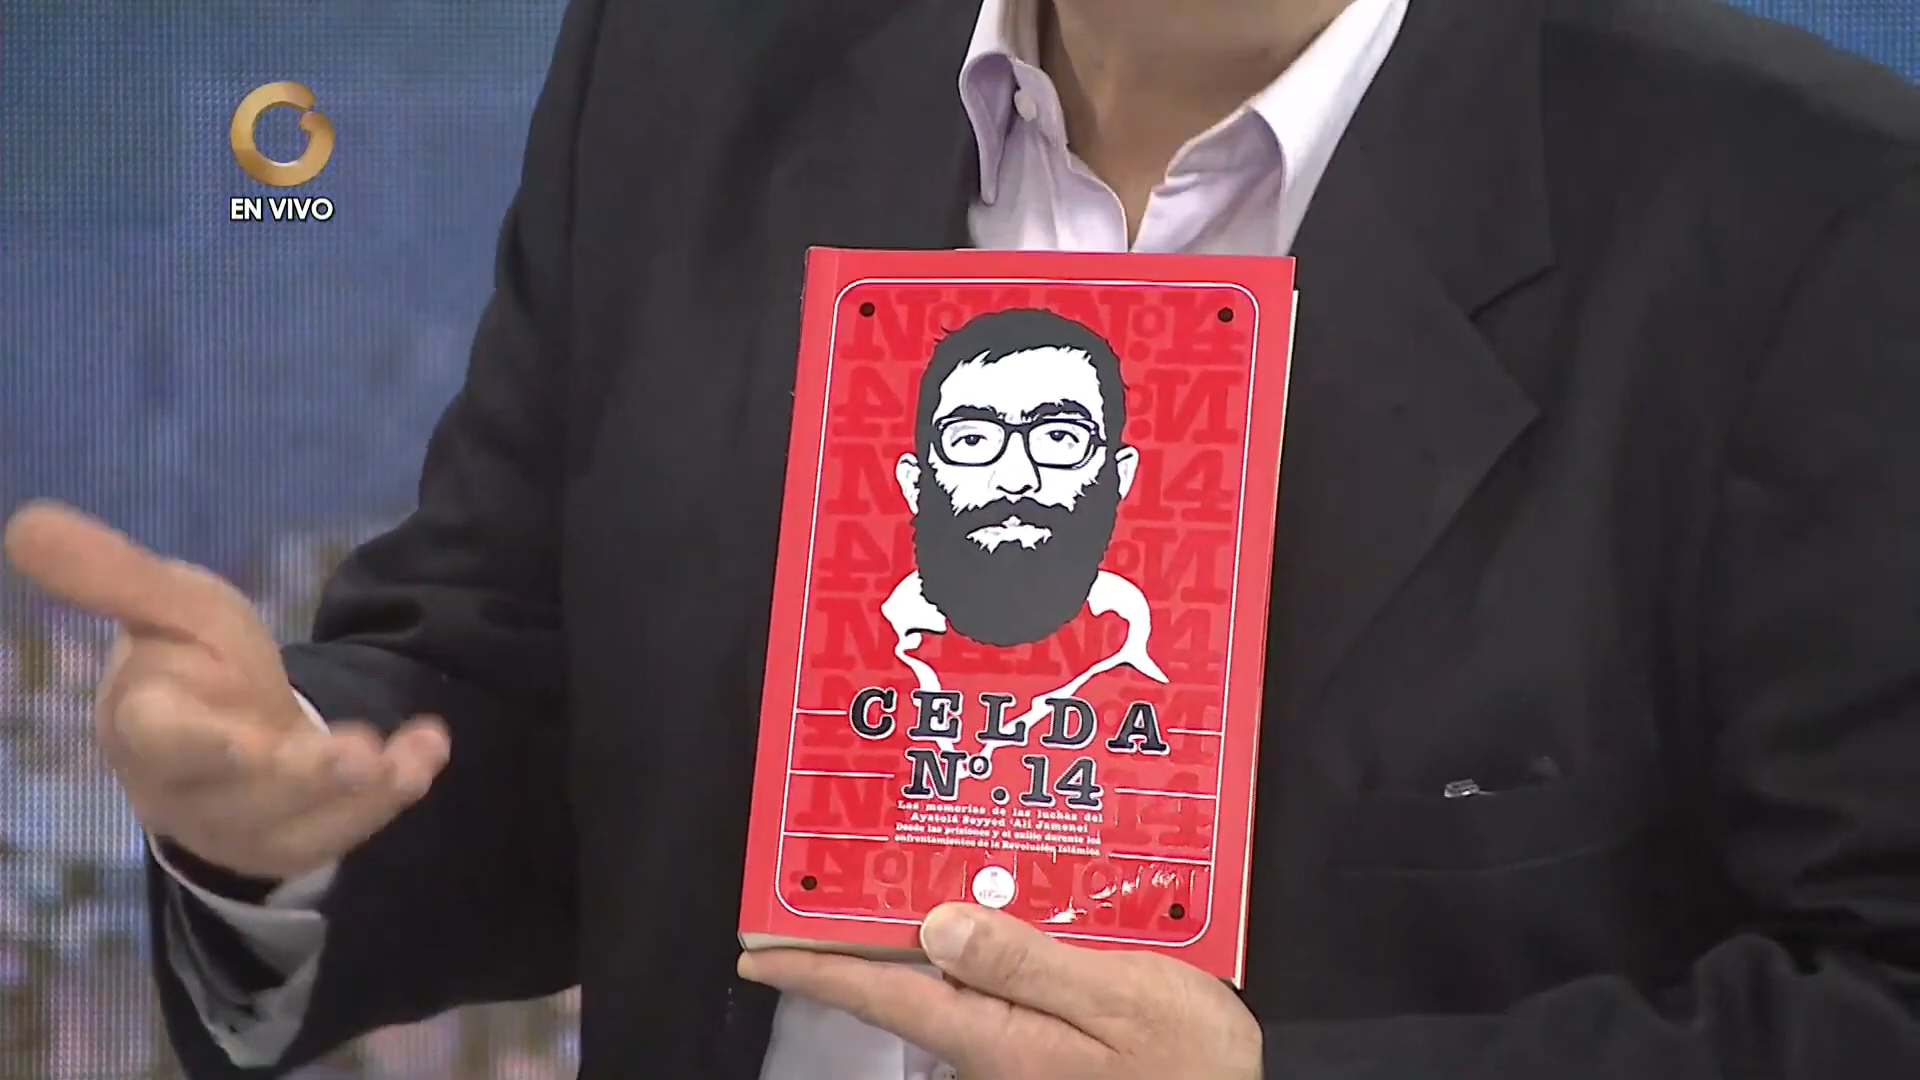 EN VIVO
CELDA
Nº.14
Las memorias de las luchas del
Ayatolá Seyyed 'Alí Jamenei
Desde las prisiones y el exilio durante los
enfrentamientos de la Revolución Islámica